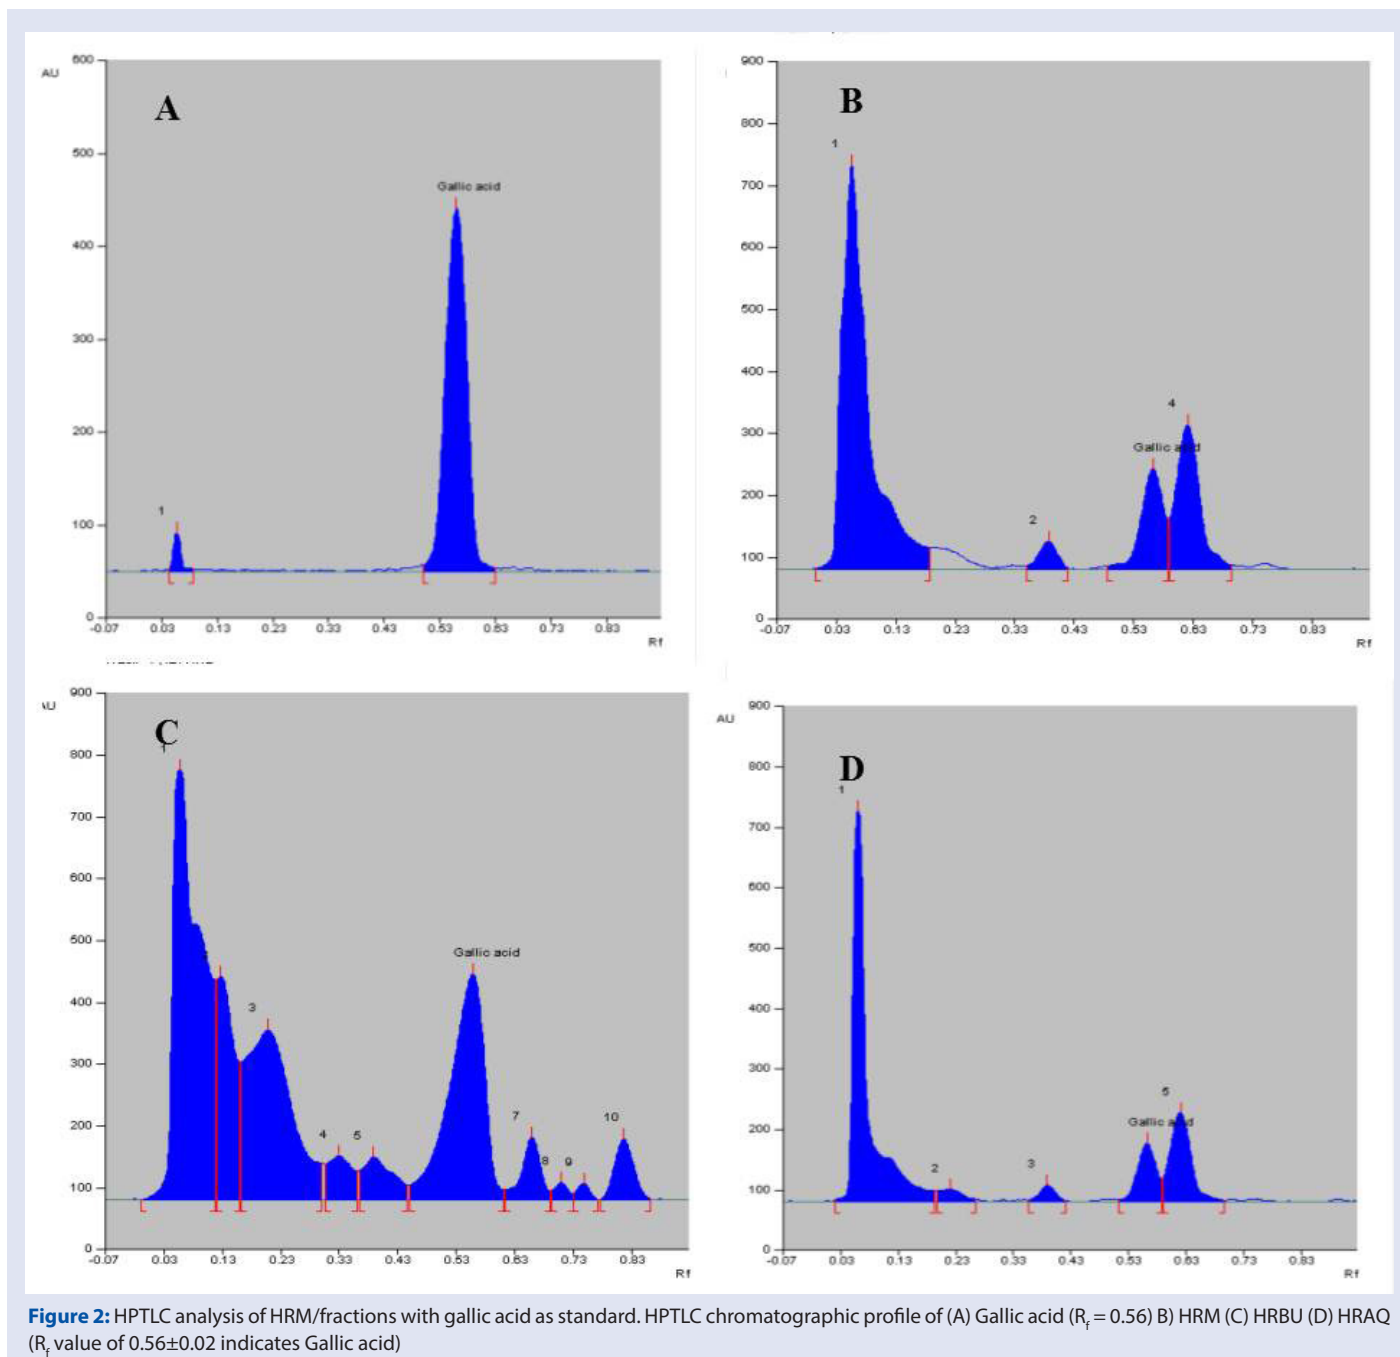 AU
A
600
500
400
300
200
100
0
1
Gallic acid
-0.07 0.03 0.13 0.23 0.33 0.43 0.53 0.63 0.73 0.83
Rf
B
900
800
700
600
500
400
300
200
100
0
1
2
Gallic acid
4
-0.07 0.03 0.13 0.23 0.33 0.43 0.53 0.63 0.73 0.83
Rf
C
900
800
700
600
500
400
300
200
100
0
1
3
4
5
Gallic acid
7
8
9
10
-0.07 0.03 0.13 0.23 0.33 0.43 0.53 0.63 0.73 0.83
Rf
AU
D
900
800
700
600
500
400
300
200
100
0
1
2
3
Gallic acid
5
-0.07 0.03 0.13 0.23 0.33 0.43 0.53 0.63 0.73 0.83
Rf
Figure 2: HPTLC analysis of HRM/fractions with gallic acid as standard. HPTLC chromatographic profile of (A) Gallic acid (Rf = 0.56) B) HRM (C) HRBU (D) HRAQ
(Rf value of 0.56±0.02 indicates Gallic acid)